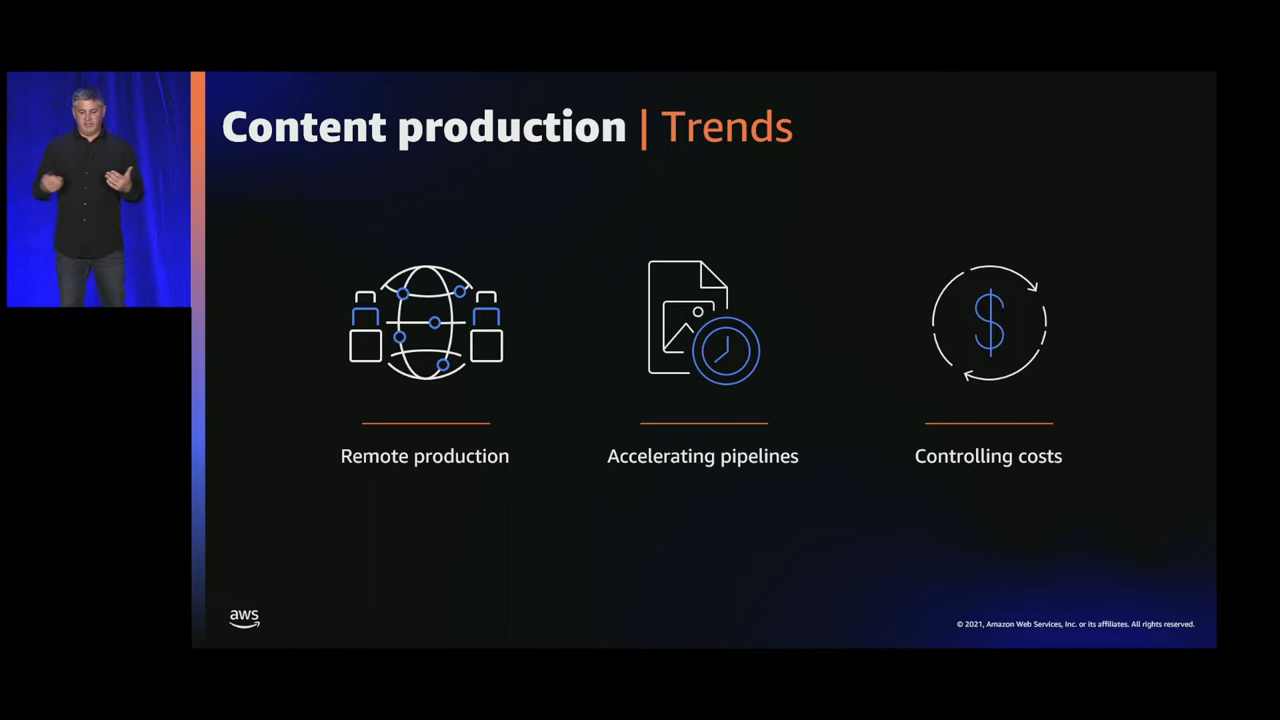 Content production | Trends
Remote production
Accelerating pipelines
Controlling costs
aws
© 2021, Amazon Web Services, Inc. or its affiliates. All rights reserved.